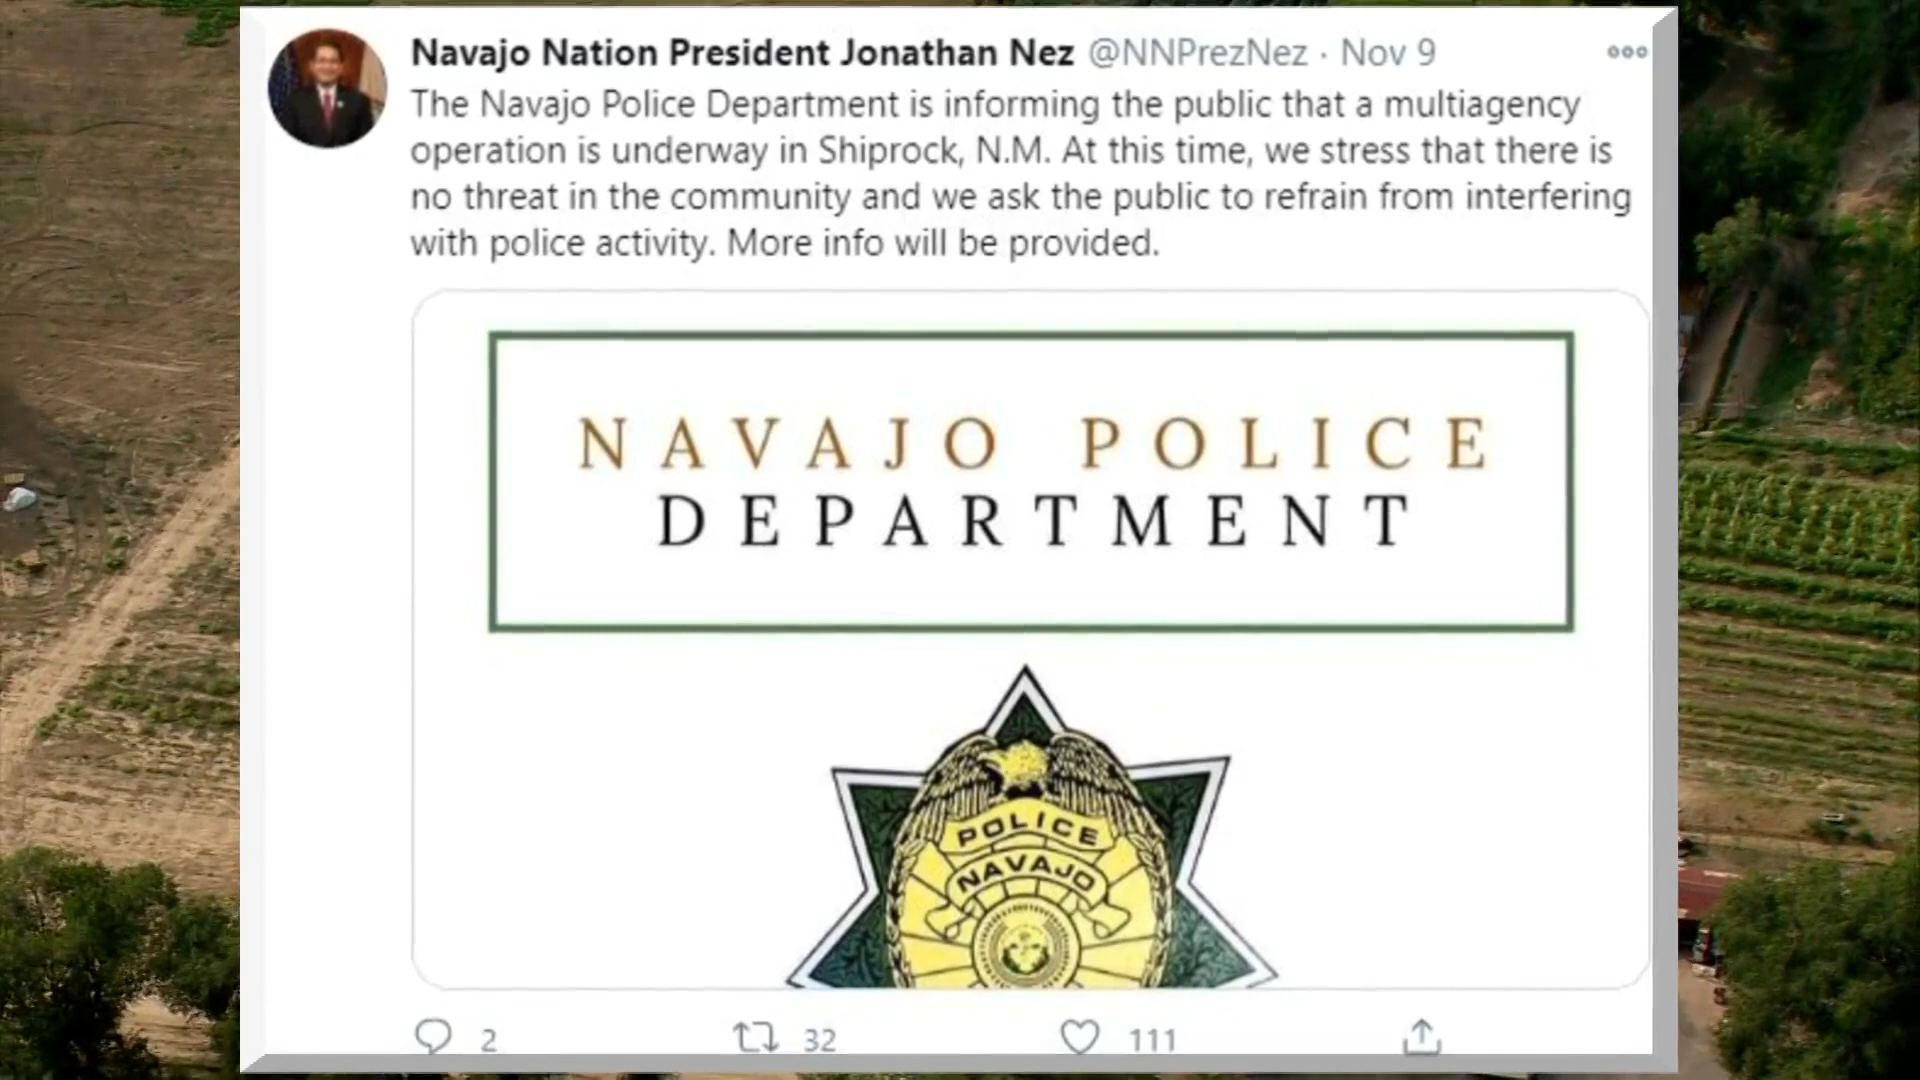 Navajo Nation President Jonathan Nez @NNPrezNez · Nov 9
The Navajo Police Department is informing the public that a multiagency
operation is underway in Shiprock, N.M. At this time, we stress that there is
no threat in the community and we ask the public to refrain from interfering
with police activity. More info will be provided.
NAVAJO POLICE
DEPARTMENT
POLICE
NAVAJO
2 32 111